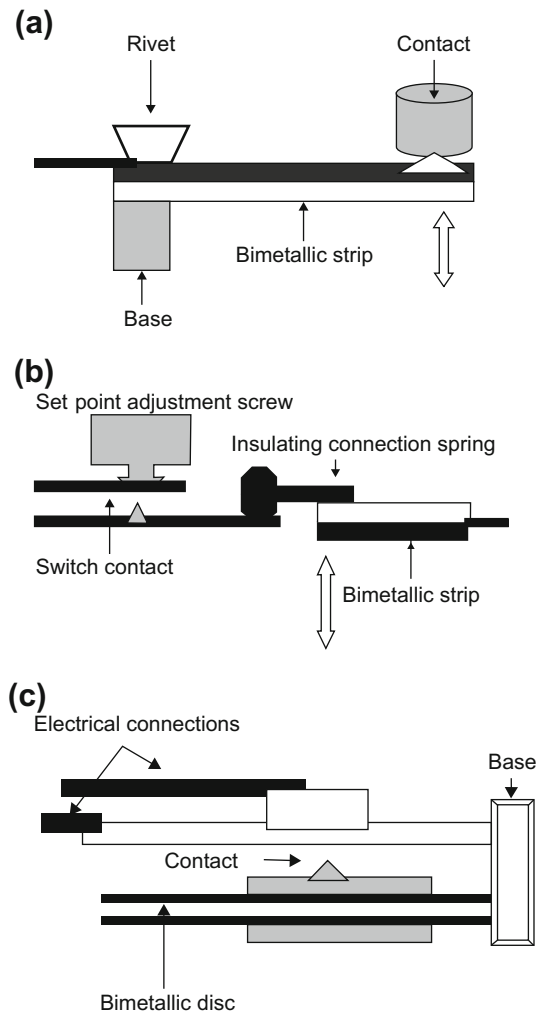 (a)
Rivet
Contact
Bimetallic strip
Base
(b)
Set point adjustment screw
Insulating connection spring
Switch contact
Bimetallic strip
(c)
Electrical connections
Base
Contact
Bimetallic disc